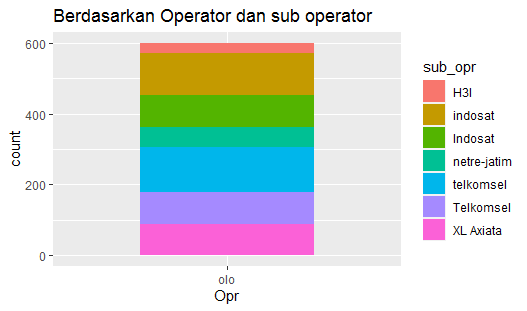 Berdasarkan Operator dan sub operator
600
400
200
0
count
olo
Opr
sub_opr
H3I
indosat
Indosat
netre-jatim
telkomsel
Telkomsel
XL Axiata